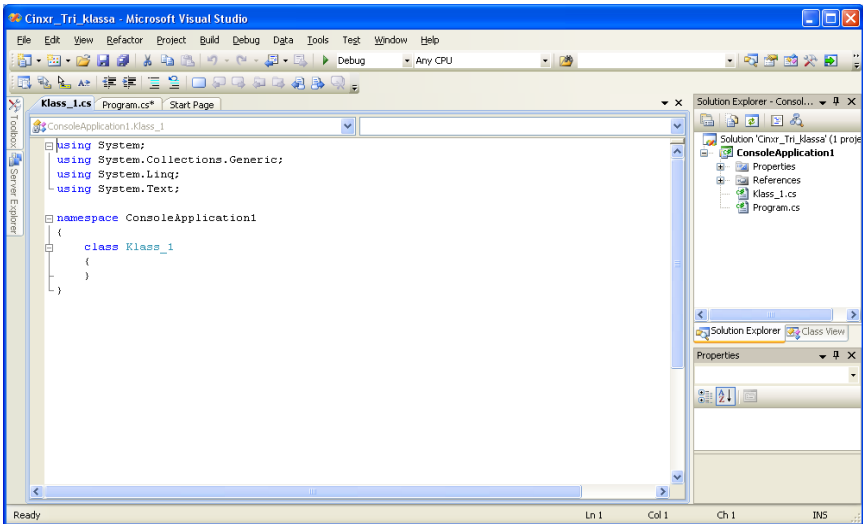 Cinxr_Tri_klassa - Microsoft Visual Studio
File Edit View Refactor Project Build Debug Data Tools Test Window Help
Debug Any CPU
Klass_1.cs Program.cs* Start Page
Solution Explorer - Consol...
Toolbox
Server Explorer
ConsoleApplication1.Klass_1
using System;
using System.Collections.Generic;
using System.Linq;
using System.Text;
namespace ConsoleApplication1
{
class Klass_1
{
}
}
Solution 'Cinxr_Tri_klassa' (1 proje
ConsoleApplication1
Properties
References
Klass_1.cs
Program.cs
Solution Explorer Class View
Properties
Ready Ln 1 Col 1 Ch 1 INS